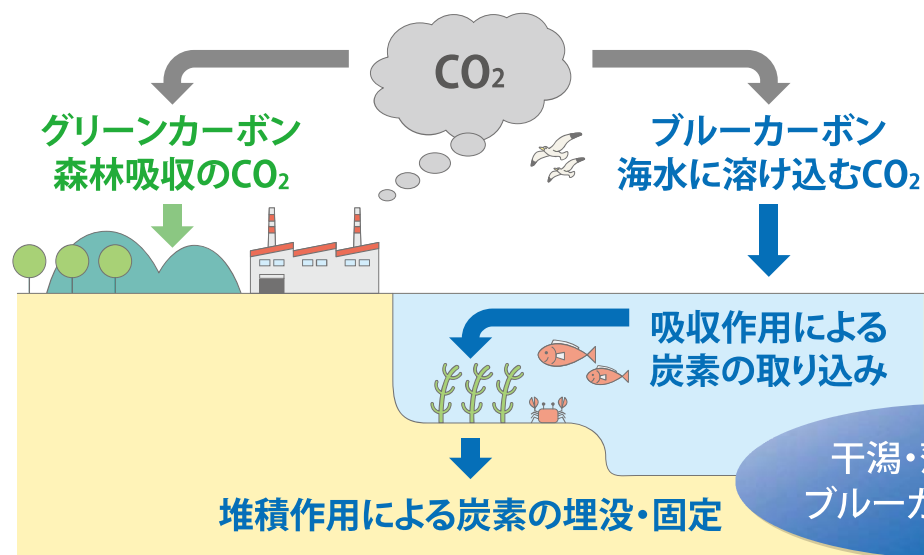 CO₂
グリーンカーボン
森林吸収のCO₂
ブルーカーボン
海水に溶け込むCO₂
吸収作用による
炭素の取り込み
堆積作用による炭素の埋没・固定
干潟・
ブルーカ